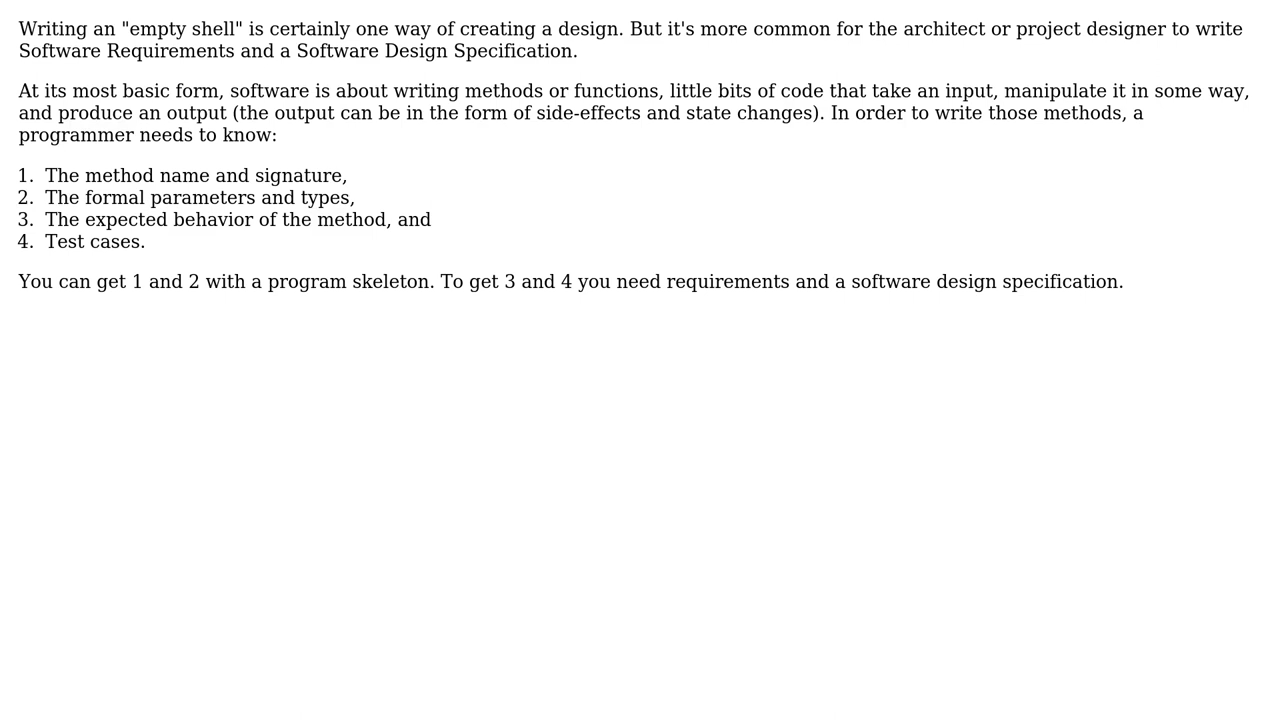 Writing an "empty shell" is certainly one way of creating a design. But it's more common for the architect or project designer to write
Software Requirements and a Software Design Specification.
At its most basic form, software is about writing methods or functions, little bits of code that take an input, manipulate it in some way,
and produce an output (the output can be in the form of side-effects and state changes). In order to write those methods, a
programmer needs to know:
1. The method name and signature,
2. The formal parameters and types,
3. The expected behavior of the method, and
4. Test cases.
You can get 1 and 2 with a program skeleton. To get 3 and 4 you need requirements and a software design specification.